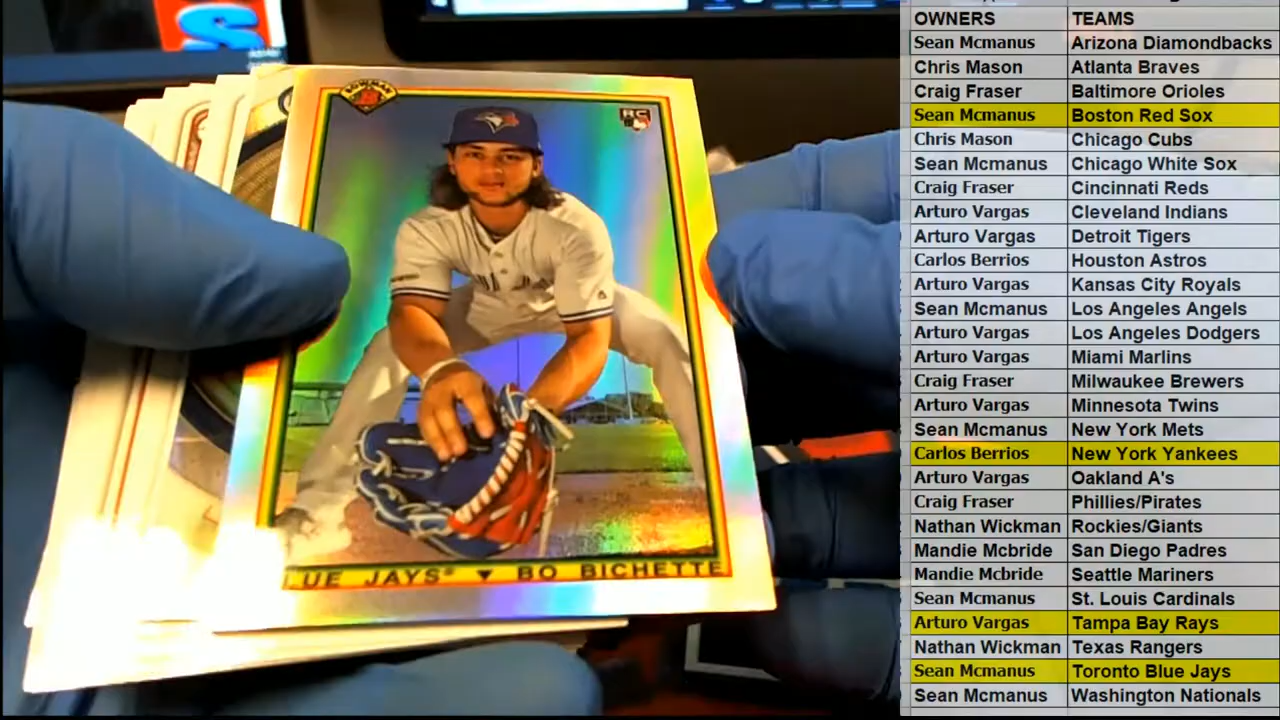 S
BOWMAN
RC
LUE JAYS ▼ BO BICHETTE
OWNERS TEAMS
Sean Mcmanus Arizona Diamondbacks
Chris Mason Atlanta Braves
Craig Fraser Baltimore Orioles
Sean Mcmanus Boston Red Sox
Chris Mason Chicago Cubs
Sean Mcmanus Chicago White Sox
Craig Fraser Cincinnati Reds
Arturo Vargas Cleveland Indians
Arturo Vargas Detroit Tigers
Carlos Berrios Houston Astros
Arturo Vargas Kansas City Royals
Sean Mcmanus Los Angeles Angels
Arturo Vargas Los Angeles Dodgers
Arturo Vargas Miami Marlins
Craig Fraser Milwaukee Brewers
Arturo Vargas Minnesota Twins
Sean Mcmanus New York Mets
Carlos Berrios New York Yankees
Arturo Vargas Oakland A's
Craig Fraser Phillies/Pirates
Nathan Wickman Rockies/Giants
Mandie Mcbride San Diego Padres
Mandie Mcbride Seattle Mariners
Sean Mcmanus St. Louis Cardinals
Arturo Vargas Tampa Bay Rays
Nathan Wickman Texas Rangers
Sean Mcmanus Toronto Blue Jays
Sean Mcmanus Washington Nationals